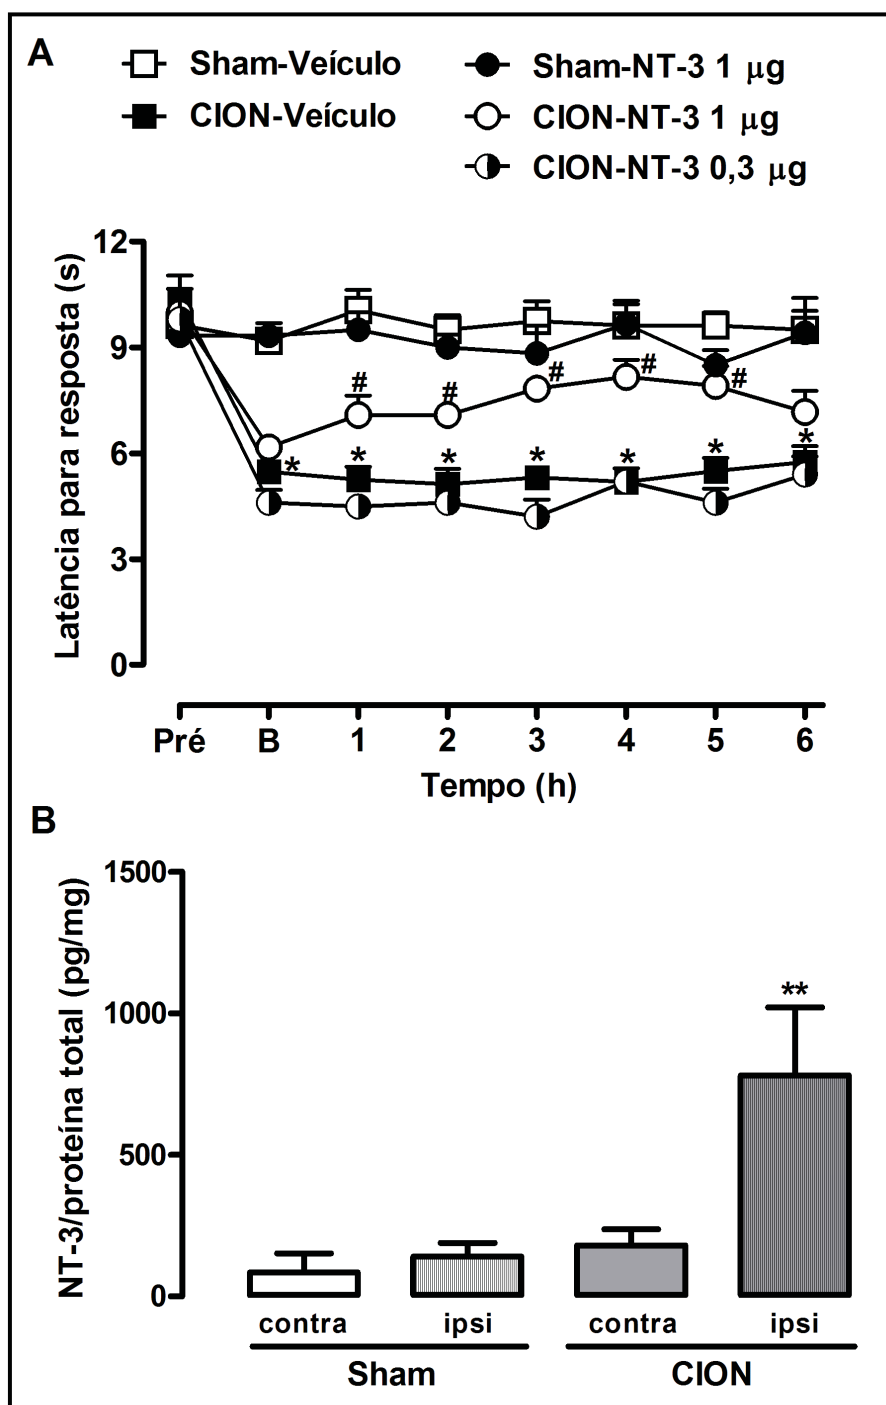 A
Sham-Veículo
CION-Veículo
Sham-NT-3 1 μg
CION-NT-3 1 μg
CION-NT-3 0,3 μg
Latência para resposta (s)
12
9
6
3
0
# # # # #
* * * * * * *
Pré B 1 2 3 4 5 6
Tempo (h)
B
NT-3/proteína total (pg/mg)
1500
1000
500
0
**
contra ipsi contra ipsi
Sham CION